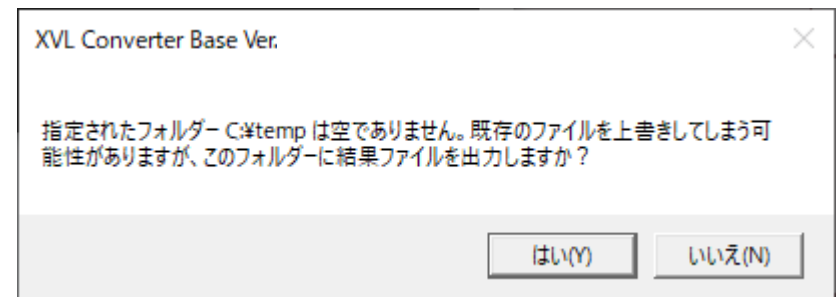 XVL Converter Base Ver.
指定されたフォルダー C:¥temp は空でありません。既存のファイルを上書きしてしまう可
能性がありますが、このフォルダーに結果ファイルを出力しますか？
はい(Y)
いいえ(N)